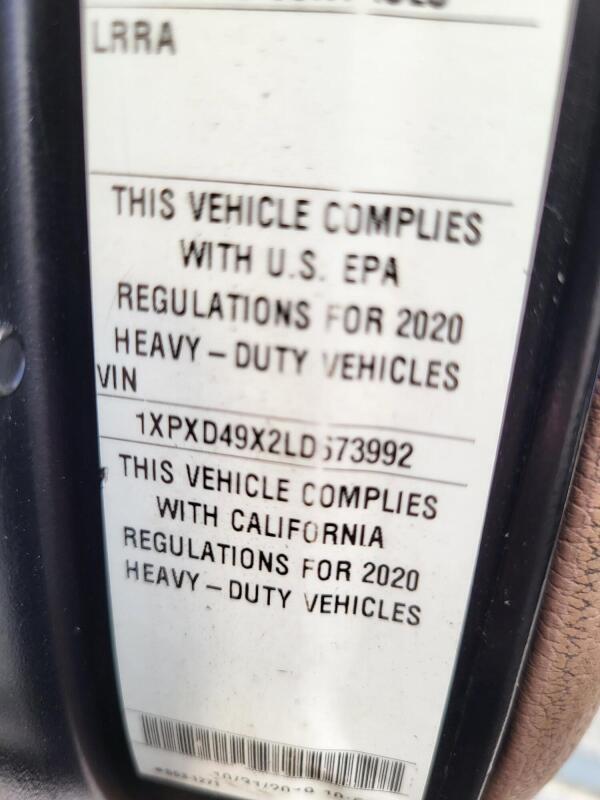 LRRA
THIS VEHICLE COMPLIES
WITH U.S. EPA
REGULATIONS FOR 2020
HEAVY – DUTY VEHICLES
VIN
1XPXD49X2LD673992
THIS VEHICLE COMPLIES
WITH CALIFORNIA
REGULATIONS FOR 2020
HEAVY – DUTY VEHICLES